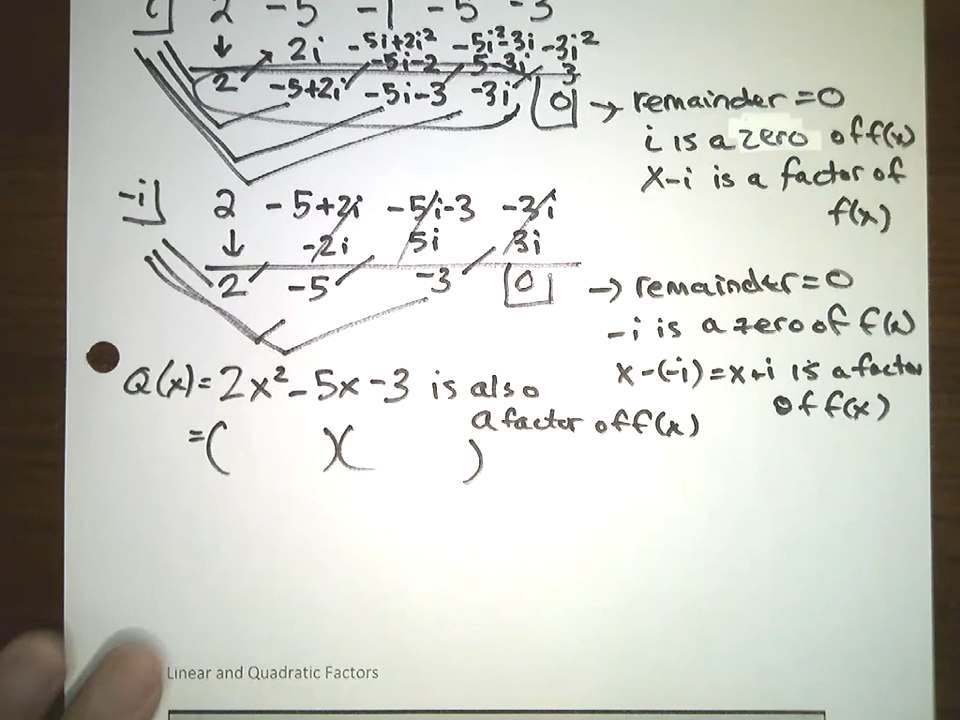 i 2 -5 -1 -5 -3
↓ 2i -5i+2i² -5i²-3i -3i²
-5i-2 5-3i 3
2 -5+2i -5i-3 -3i 0 → remainder = 0
i is a zero of f(x)
x-i is a factor of
f(x)
-i 2 -5+2i -5i-3 -3i
↓ -2i 5i 3i
2 -5 -3 0 → remainder = 0
-i is a zero of f(x)
x-(-i) = x+i is a factor
of f(x)
Q(x) = 2x² - 5x - 3 is also
a factor of f(x)
= ( )( )
Linear and Quadratic Factors